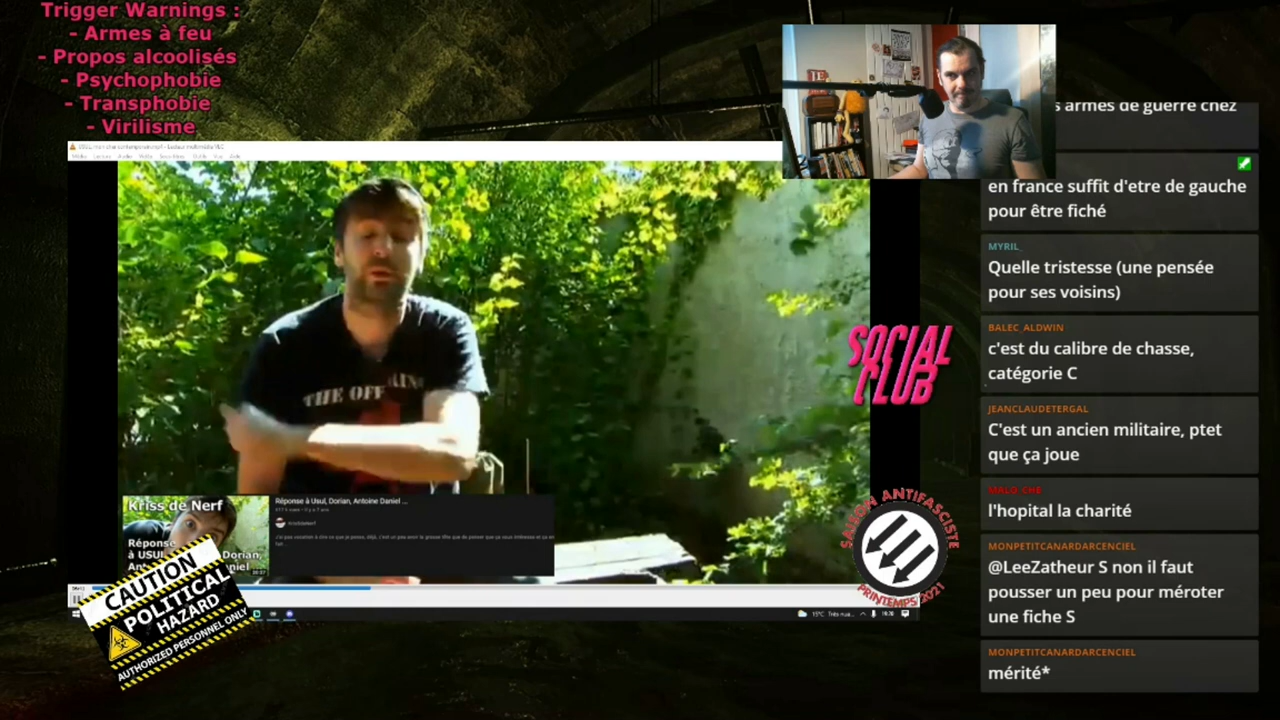 Trigger Warnings :
- Armes à feu
- Propos alcoolisés
- Psychophobie
- Transphobie
- Virilisme
THE OFF
Kriss de Nerf
Réponse
à USUL, Dorian,
Réponse à Usul, Dorian, Antoine Daniel ...
KrissdeNerf
CAUTION
POLITICAL
HAZARD
AUTHORIZED PERSONNEL ONLY
15°C
SOCIAL
CLUB
SAISON ANTIFASCISTE
PRINTEMPS 2021
s armes de guerre chez
en france suffit d'etre de gauche
pour être fiché
MYRIL_
Quelle tristesse (une pensée
pour ses voisins)
BALEC_ALDWIN
c'est du calibre de chasse,
catégorie C
JEANCLAUDETERGAL
C'est un ancien militaire, ptet
que ça joue
MALO_CHE
l'hopital la charité
MONPETITCANARDARCENCIEL
@LeeZatheur S non il faut
pousser un peu pour méroter
une fiche S
MONPETITCANARDARCENCIEL
mérité*